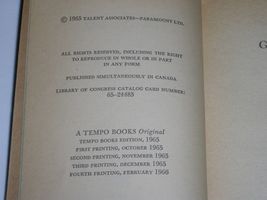 ©1965 TALENT ASSOCIATES—PARAMOUNT LTD.
ALL RIGHTS RESERVED, INCLUDING THE RIGHT
TO REPRODUCE IN WHOLE OR IN PART
IN ANY FORM
PUBLISHED SIMULTANEOUSLY IN CANADA.
LIBRARY OF CONGRESS CATALOG CARD NUMBER:
65-24485
A TEMPO BOOKS Original
TEMPO BOOKS EDITION, 1965
FIRST PRINTING, OCTOBER 1965
SECOND PRINTING, NOVEMBER 1965
THIRD PRINTING, DECEMBER 1965
FOURTH PRINTING, FEBRUARY 1966
G